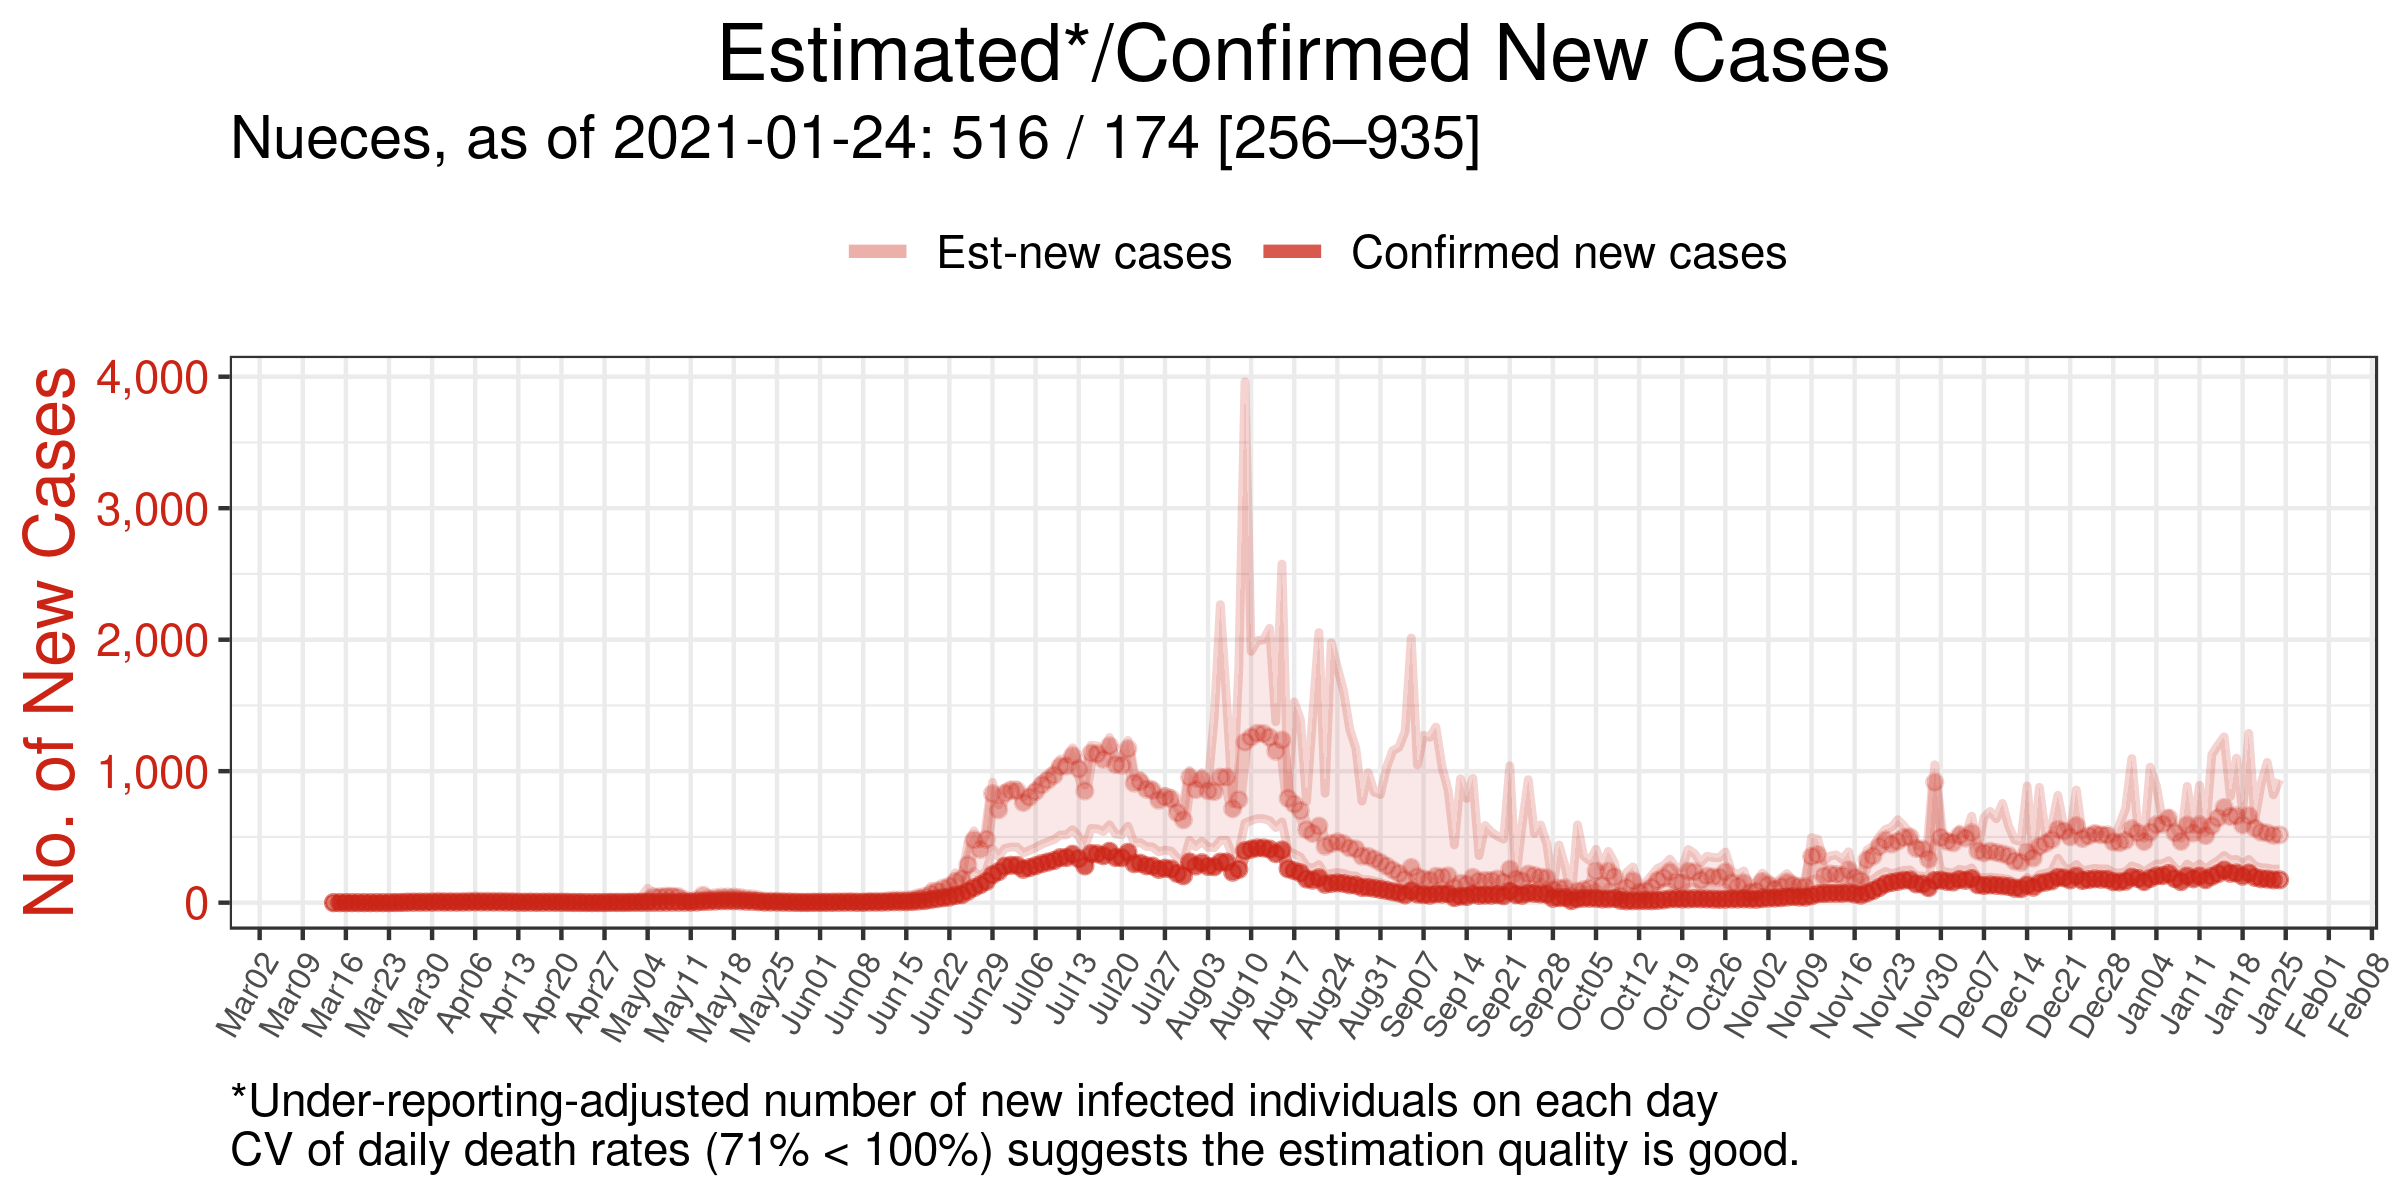 Estimated*/Confirmed New Cases
Nueces, as of 2021-01-24: 516 / 174 [256–935]
Est-new cases Confirmed new cases
No. of New Cases
4,000
3,000
2,000
1,000
0
Mar02 Mar09 Mar16 Mar23 Mar30 Apr06 Apr13 Apr20 Apr27 May04 May11 May18 May25 Jun01 Jun08 Jun15 Jun22 Jun29 Jul06 Jul13 Jul20 Jul27 Aug03 Aug10 Aug17 Aug24 Aug31 Sep07 Sep14 Sep21 Sep28 Oct05 Oct12 Oct19 Oct26 Nov02 Nov09 Nov16 Nov23 Nov30 Dec07 Dec14 Dec21 Dec28 Jan04 Jan11 Jan18 Jan25 Feb01 Feb08
*Under-reporting-adjusted number of new infected individuals on each day
CV of daily death rates (71% < 100%) suggests the estimation quality is good.